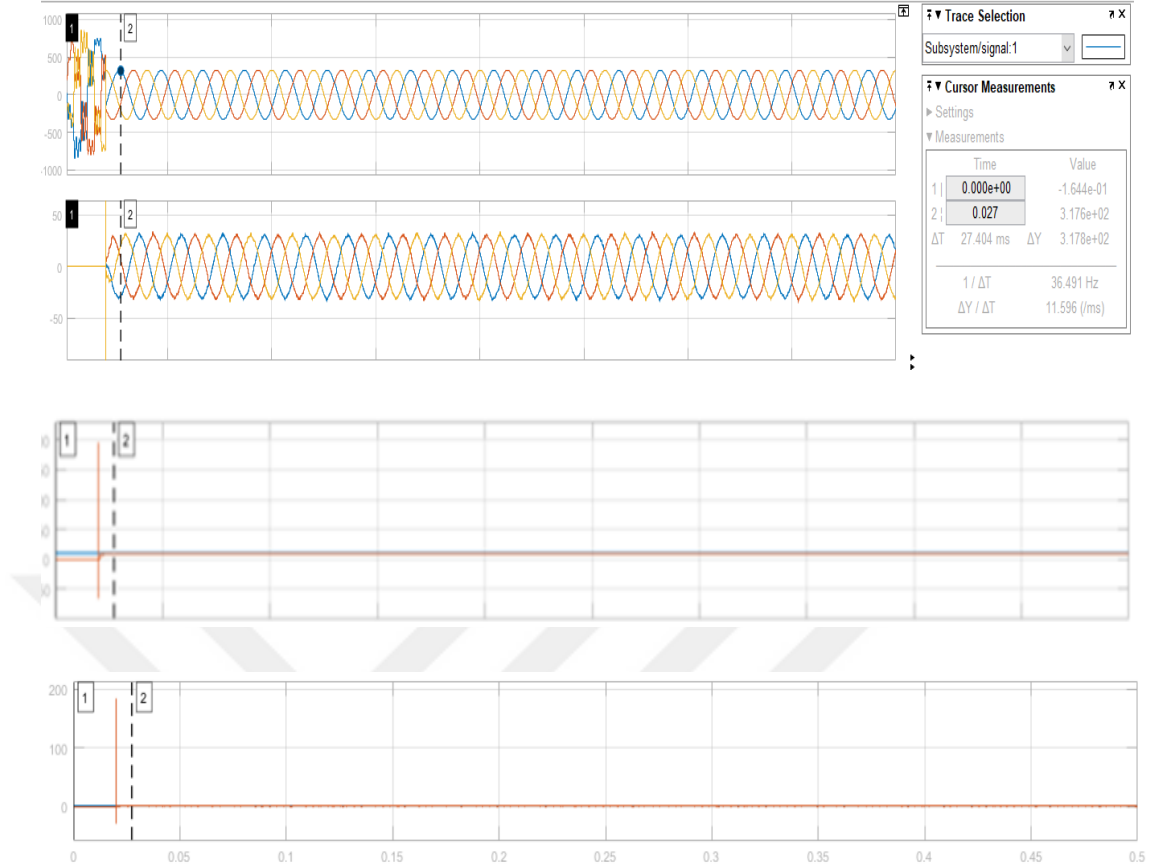 Trace Selection
Subsystem/signal:1
Cursor Measurements
Settings
Measurements
Time Value
1 | 0.000e+00 -1.644e-01
2 ¦ 0.027 3.176e+02
ΔT 27.404 ms ΔY 3.178e+02
1 / ΔT 36.491 Hz
ΔY / ΔT 11.596 (/ms)
1000
1 2
500
0
-500
-1000
50
1 2
0
-50
1 2
0
200
1 2
100
0
0 0.05 0.1 0.15 0.2 0.25 0.3 0.35 0.4 0.45 0.5